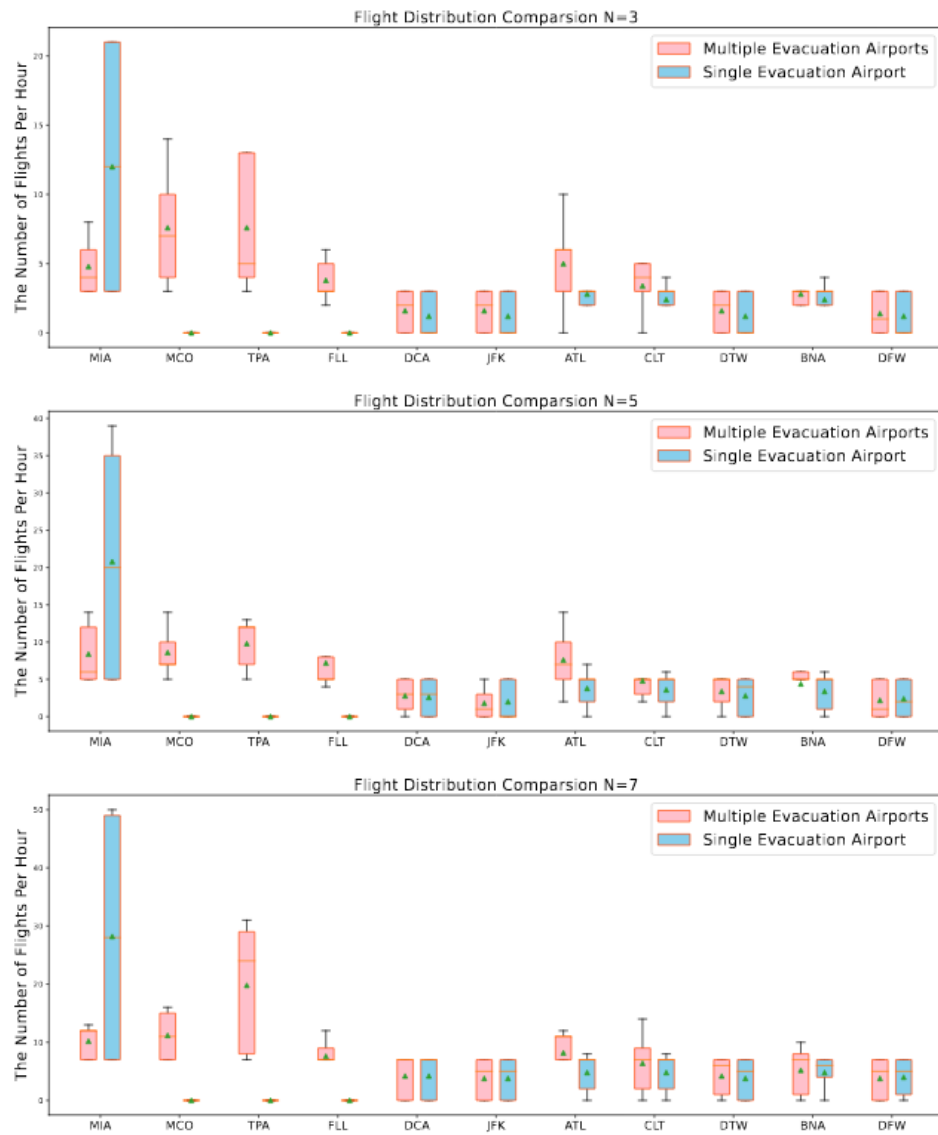 Flight Distribution Comparsion N=3
The Number of Flights Per Hour
20
15
10
5
0
Multiple Evacuation Airports
Single Evacuation Airport
MIA MCO TPA FLL DCA JFK ATL CLT DTW BNA DFW
Flight Distribution Comparsion N=5
The Number of Flights Per Hour
40
35
30
25
20
15
10
5
0
Multiple Evacuation Airports
Single Evacuation Airport
MIA MCO TPA FLL DCA JFK ATL CLT DTW BNA DFW
Flight Distribution Comparsion N=7
The Number of Flights Per Hour
50
40
30
20
10
0
Multiple Evacuation Airports
Single Evacuation Airport
MIA MCO TPA FLL DCA JFK ATL CLT DTW BNA DFW